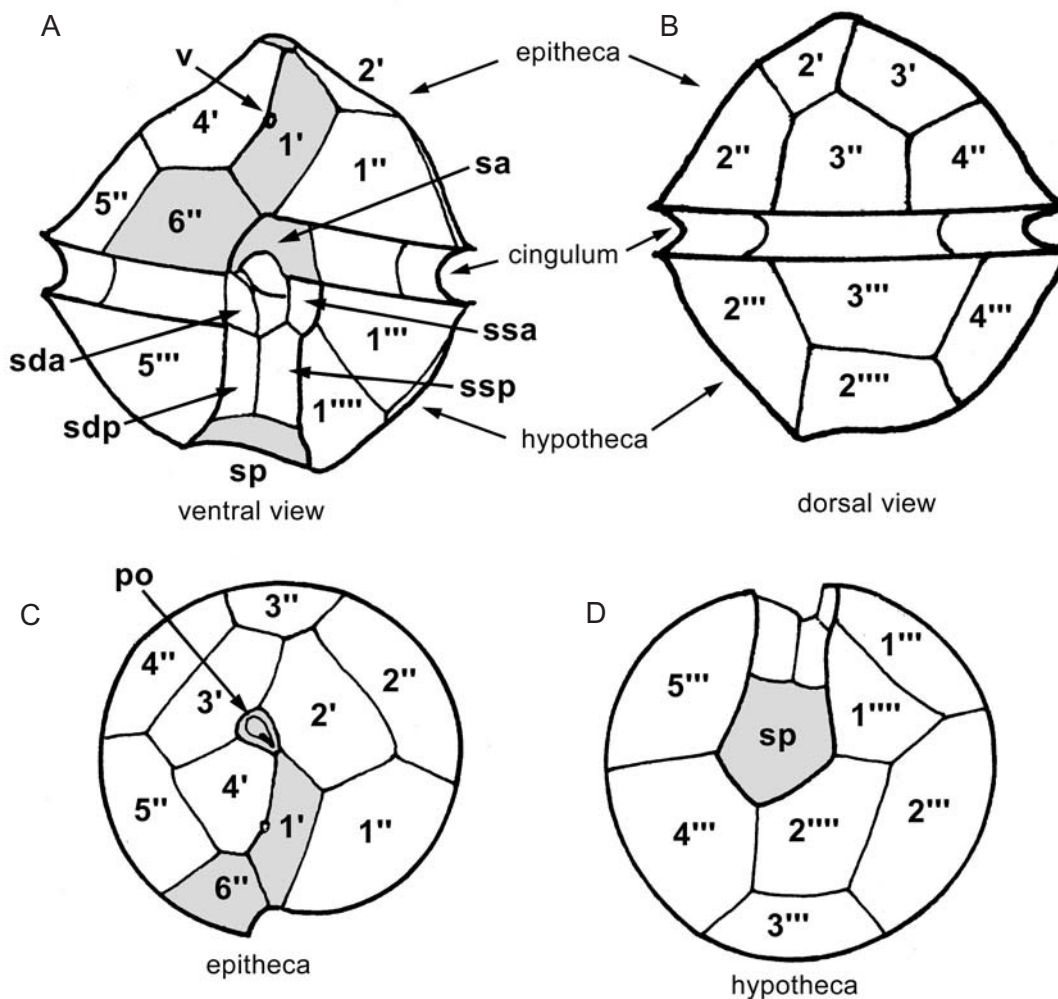 A
B
v
2'
epitheca
2'
3'
4'
1'
1''
sa
2''
3''
4''
5''
6''
cingulum
2'''
3'''
4'''
sda
5'''
ssa
1'''
ssp
2''''
sdp
1''''
hypotheca
sp
ventral view
dorsal view
C
po
D
3''
4''
2''
3'
2'
5''
4'
1'
1''
6''
epitheca
1'''
5'''
1''''
sp
4'''
2''''
2'''
3'''
hypotheca